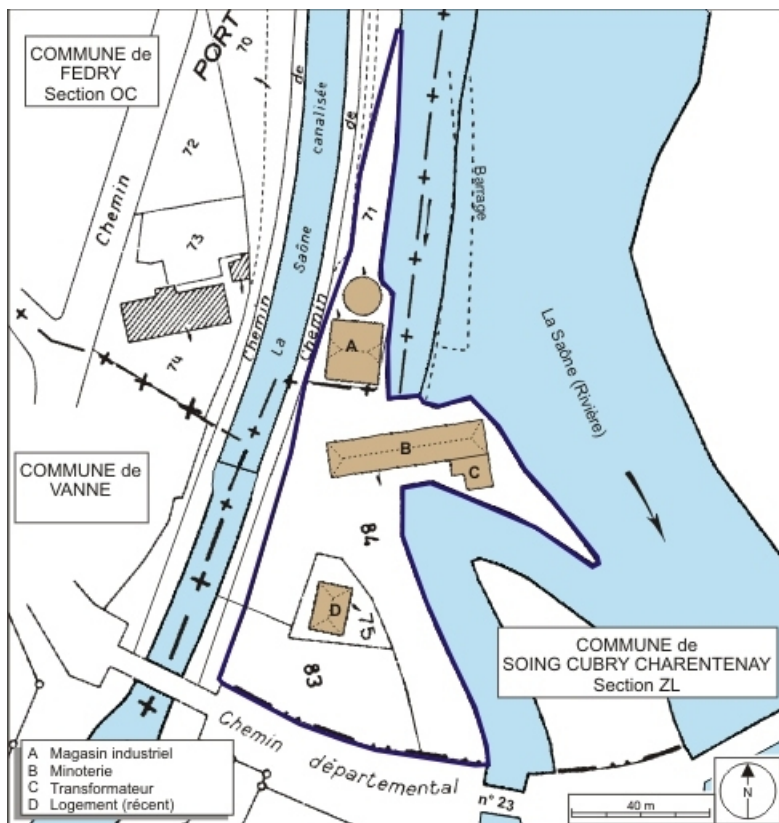 COMMUNE de
FEDRY
Section OC
PORT
70
de
canalisée
de
72
Chemin
71
Barrage
73
Saône
Chemin
La
Chemin
A
74
La Saône (Rivière)
B
C
COMMUNE de
VANNE
84
D
75
COMMUNE de
SOING CUBRY CHARENTENAY
Section ZL
83
Chemin départemental n° 23
A Magasin industriel
B Minoterie
C Transformateur
D Logement (récent)
40 m
N